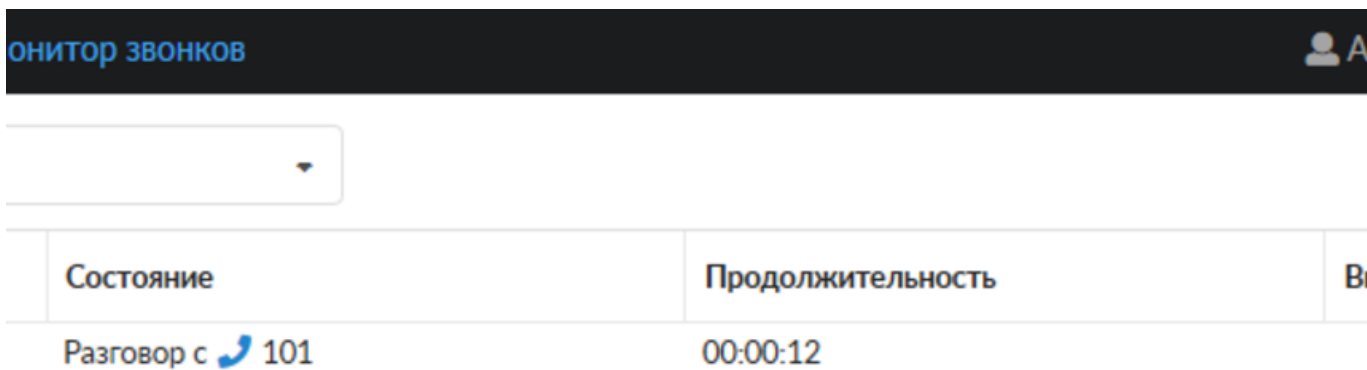 онитор звонков А
Состояние Продолжительность В
Разговор с 101 00:00:12